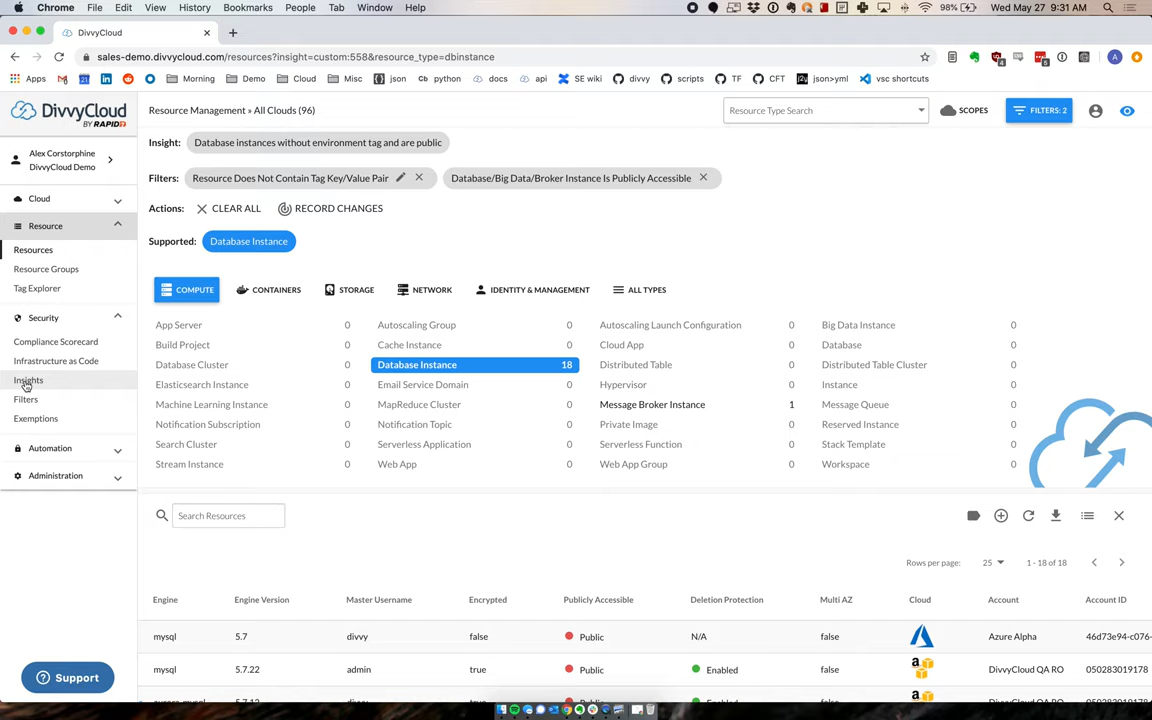 Chrome File Edit View History Bookmarks People Tab Window Help 98% Wed May 27 9:31 AM
DivvyCloud
sales-demo.divvycloud.com/resources?insight=custom:558&resource_type=dbinstance
Apps Morning Demo Cloud Misc json Cb python docs api SE wiki divvy scripts TF CFT json>yml vsc shortcuts
DivvyCloud
BY RAPID7
Resource Management » All Clouds (96)
Resource Type Search
SCOPES
FILTERS: 2
Alex Corstorphine
DivvyCloud Demo
Cloud
Resource
Resources
Resource Groups
Tag Explorer
Security
Compliance Scorecard
Infrastructure as Code
Insights
Filters
Exemptions
Automation
Administration
Support
Insight: Database instances without environment tag and are public
Filters: Resource Does Not Contain Tag Key/Value Pair Database/Big Data/Broker Instance Is Publicly Accessible
Actions: CLEAR ALL RECORD CHANGES
Supported: Database Instance
COMPUTE CONTAINERS STORAGE NETWORK IDENTITY & MANAGEMENT ALL TYPES
App Server 0 Autoscaling Group 0 Autoscaling Launch Configuration 0 Big Data Instance 0
Build Project 0 Cache Instance 0 Cloud App 0 Database 0
Database Cluster 0 Database Instance 18 Distributed Table 0 Distributed Table Cluster 0
Elasticsearch Instance 0 Email Service Domain 0 Hypervisor 0 Instance 0
Machine Learning Instance 0 MapReduce Cluster 0 Message Broker Instance 1 Message Queue 0
Notification Subscription 0 Notification Topic 0 Private Image 0 Reserved Instance 0
Search Cluster 0 Serverless Application 0 Serverless Function 0 Stack Template 0
Stream Instance 0 Web App 0 Web App Group 0 Workspace 0
Search Resources
Rows per page: 25 1 - 18 of 18
Engine Engine Version Master Username Encrypted Publicly Accessible Deletion Protection Multi AZ Cloud Account Account ID
mysql 5.7 divvy false Public N/A false Azure Alpha 46d73e94-c076-
mysql 5.7.22 admin true Public Enabled false DivvyCloud QA RO 050283019178